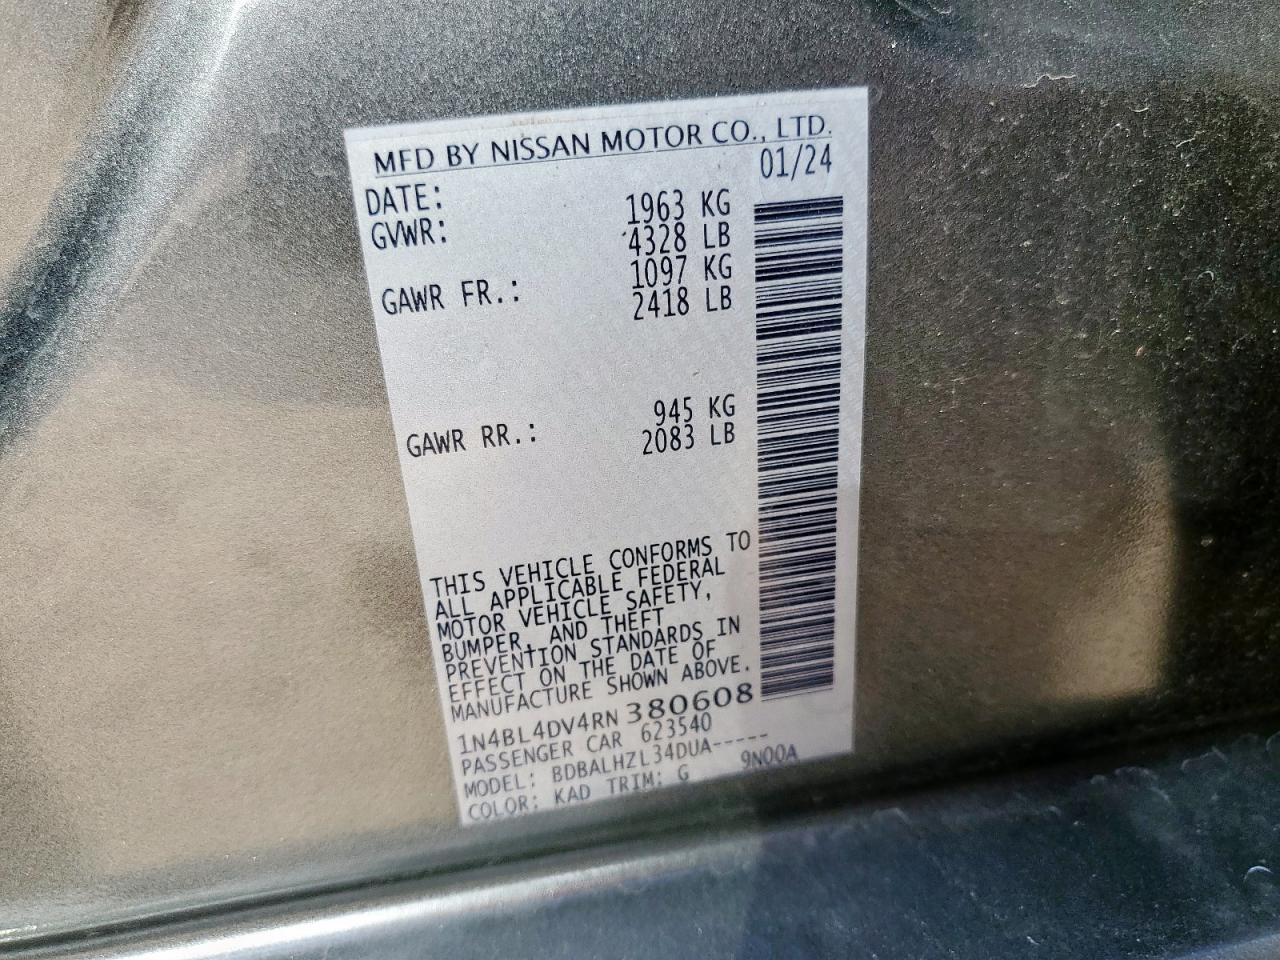 MFD BY NISSAN MOTOR CO., LTD.
DATE: 01/24
GVWR: 1963 KG
4328 LB
GAWR FR.: 1097 KG
2418 LB
GAWR RR.: 945 KG
2083 LB
THIS VEHICLE CONFORMS TO
ALL APPLICABLE FEDERAL
MOTOR VEHICLE SAFETY,
BUMPER, AND THEFT
PREVENTION STANDARDS IN
EFFECT ON THE DATE OF
MANUFACTURE SHOWN ABOVE.
1N4BL4DV4RN380608
PASSENGER CAR 623540
MODEL: BDBALHZL34DUA-----
COLOR: KAD TRIM: G 9N00A